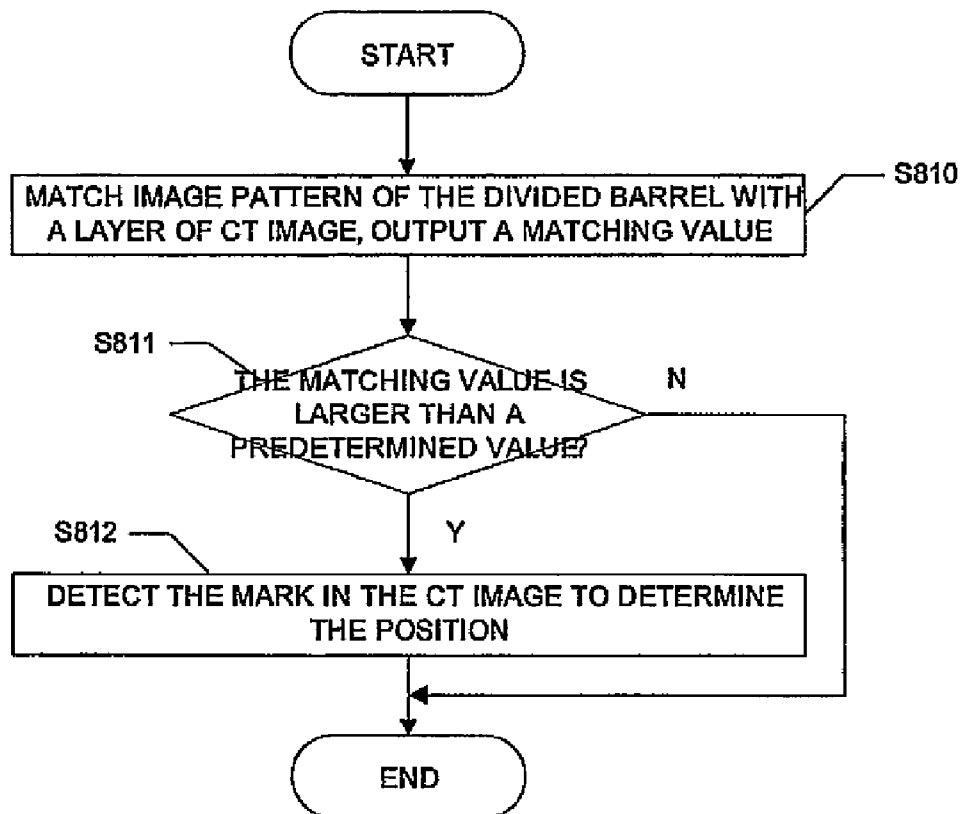 START
S810
MATCH IMAGE PATTERN OF THE DIVIDED BARREL WITH
A LAYER OF CT IMAGE, OUTPUT A MATCHING VALUE
S811
THE MATCHING VALUE IS
LARGER THAN A
PREDETERMINED VALUE?
N
Y
S812
DETECT THE MARK IN THE CT IMAGE TO DETERMINE
THE POSITION
END